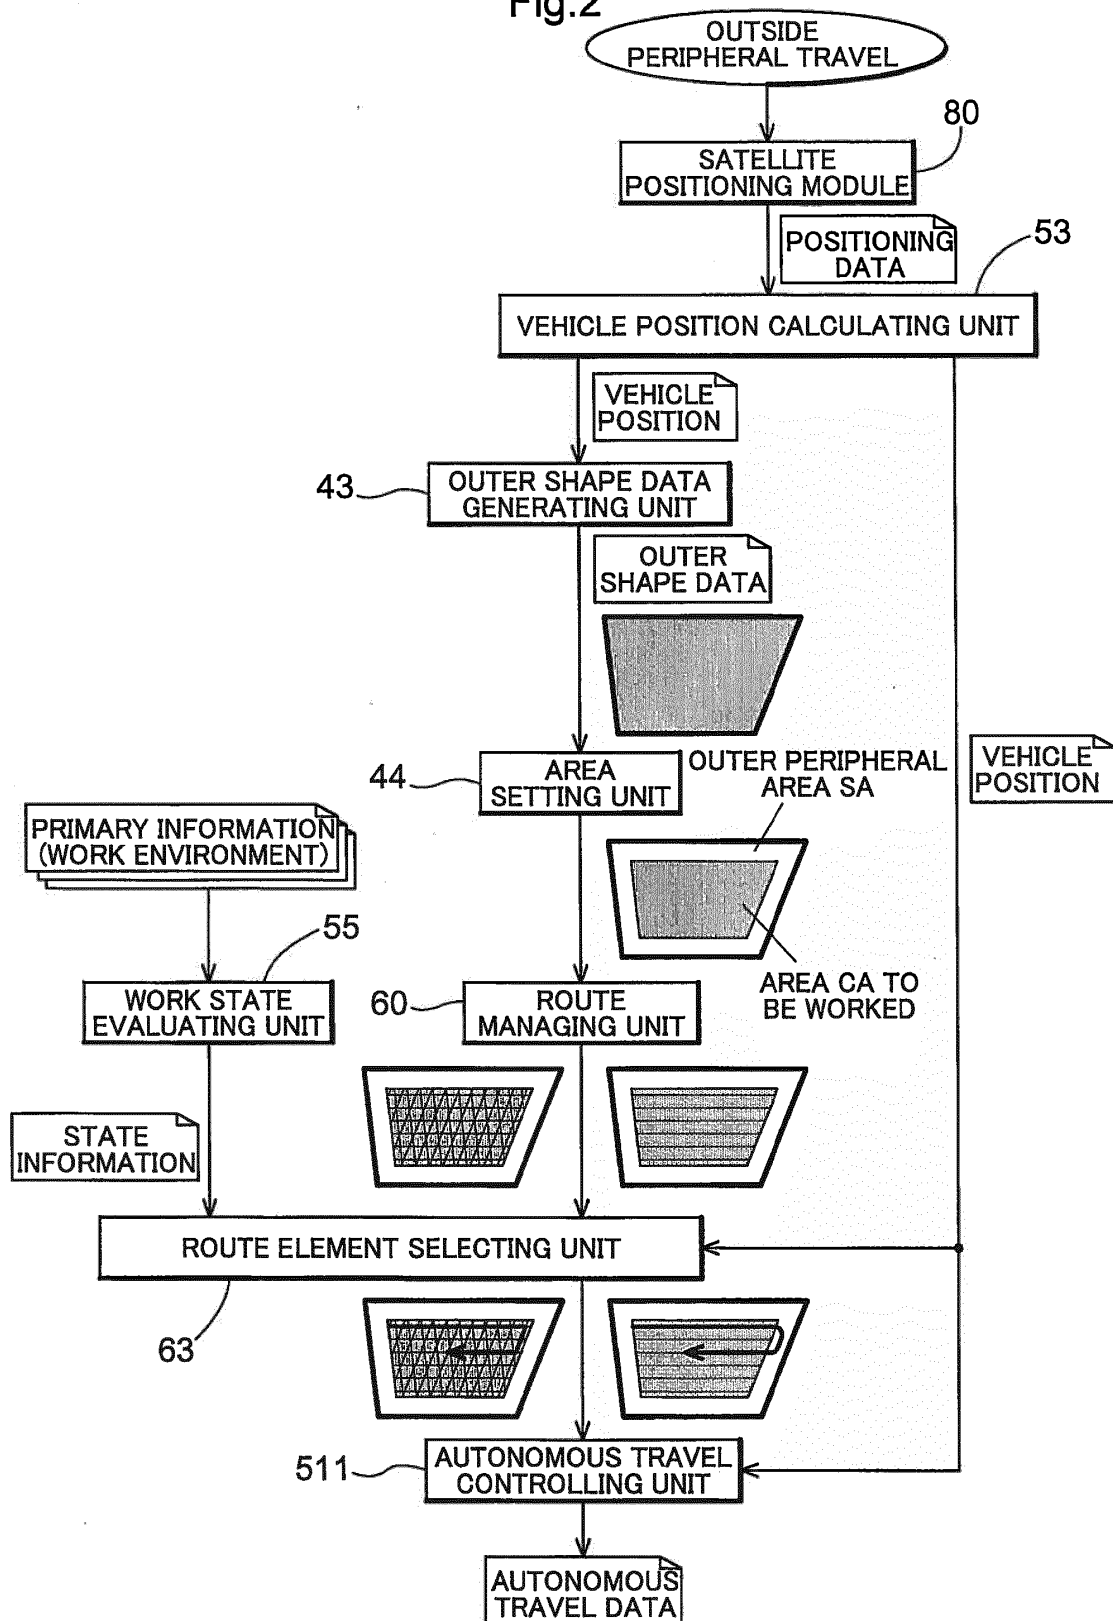 Fig.2
OUTSIDE
PERIPHERAL TRAVEL
80
SATELLITE
POSITIONING MODULE
POSITIONING
DATA
53
VEHICLE POSITION CALCULATING UNIT
VEHICLE
POSITION
43
OUTER SHAPE DATA
GENERATING UNIT
OUTER
SHAPE DATA
44
AREA
SETTING UNIT
OUTER PERIPHERAL
AREA SA
VEHICLE
POSITION
PRIMARY INFORMATION
(WORK ENVIRONMENT)
55
WORK STATE
EVALUATING UNIT
60
ROUTE
MANAGING UNIT
AREA CA TO
BE WORKED
STATE
INFORMATION
ROUTE ELEMENT SELECTING UNIT
63
511
AUTONOMOUS TRAVEL
CONTROLLING UNIT
AUTONOMOUS
TRAVEL DATA